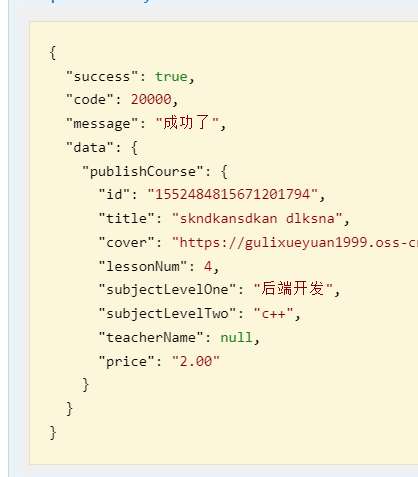 {
"success": true,
"code": 20000,
"message": "成功了",
"data": {
"publishCourse": {
"id": "1552484815671201794",
"title": "skndkansdkan dlksna",
"cover": "https://gulixueyuan1999.oss-c
"lessonNum": 4,
"subjectLevelOne": "后端开发",
"subjectLevelTwo": "c++",
"teacherName": null,
"price": "2.00"
}
}
}